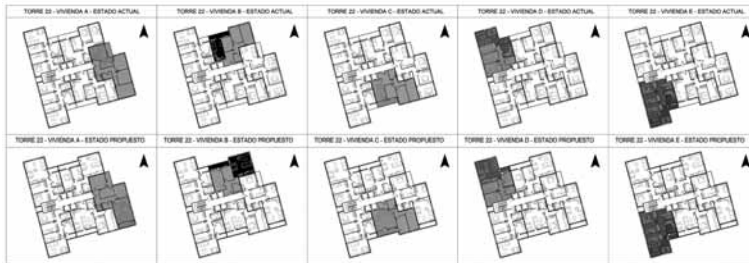 TORRE 22 - VIVIENDA A - ESTADO ACTUAL
TORRE 22 - VIVIENDA B - ESTADO ACTUAL
TORRE 22 - VIVIENDA C - ESTADO ACTUAL
TORRE 22 - VIVIENDA D - ESTADO ACTUAL
TORRE 22 - VIVIENDA E - ESTADO ACTUAL
TORRE 22 - VIVIENDA A - ESTADO PROPUESTO
TORRE 22 - VIVIENDA B - ESTADO PROPUESTO
TORRE 22 - VIVIENDA C - ESTADO PROPUESTO
TORRE 22 - VIVIENDA D - ESTADO PROPUESTO
TORRE 22 - VIVIENDA E - ESTADO PROPUESTO